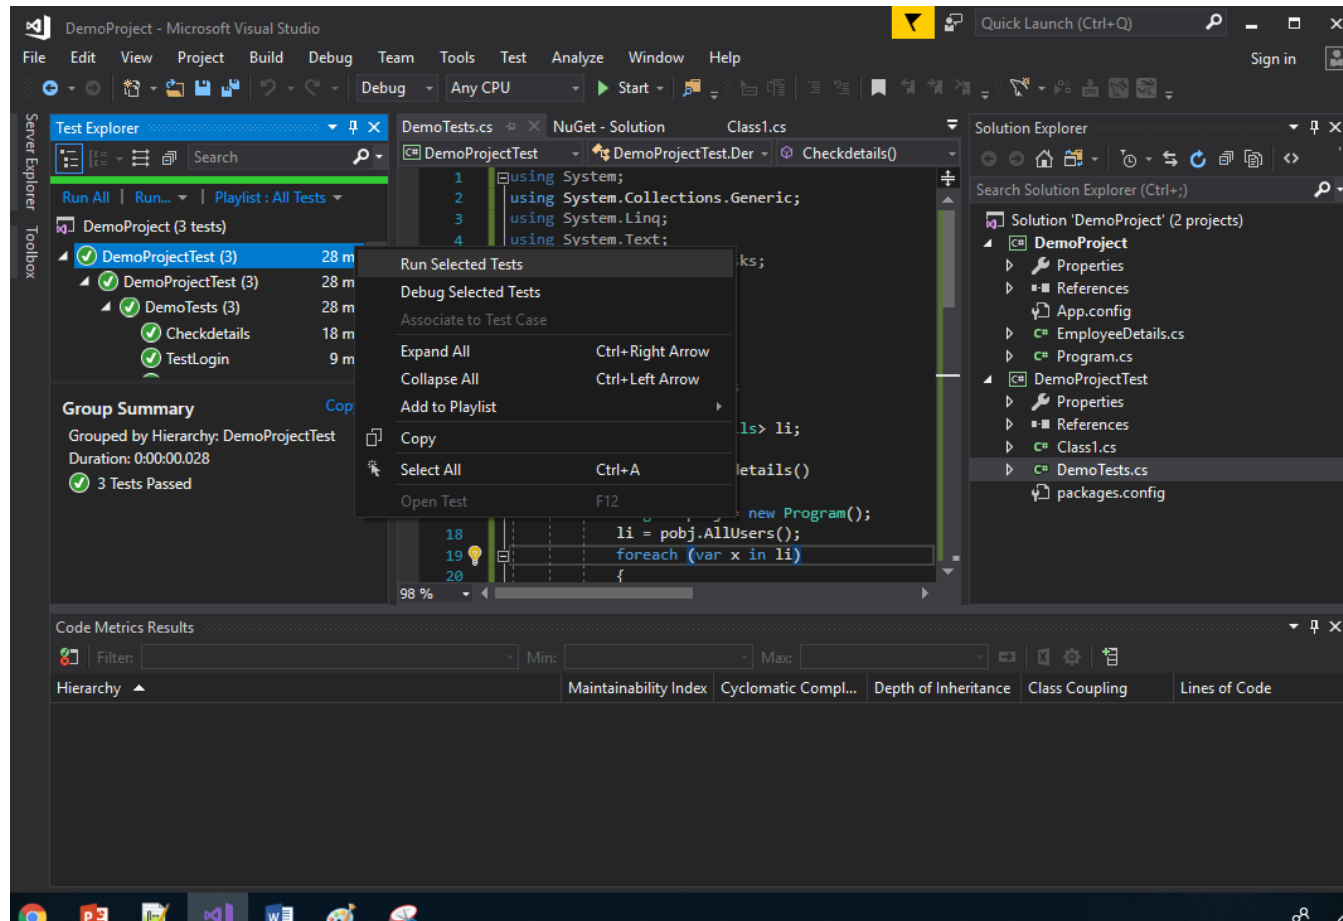 DemoProject - Microsoft Visual Studio
Quick Launch (Ctrl+Q)
File Edit View Project Build Debug Team Tools Test Analyze Window Help
Sign in
Debug Any CPU Start
Server Explorer
Toolbox
Test Explorer
Search
Run All | Run... | Playlist : All Tests
DemoProject (3 tests)
DemoProjectTest (3) 28 m
DemoProjectTest (3) 28 m
DemoTests (3) 28 m
Checkdetails 18 m
TestLogin 9 m
Group Summary
Cop
Grouped by Hierarchy: DemoProjectTest
Duration: 0:00:00.028
3 Tests Passed
DemoTests.cs NuGet - Solution Class1.cs
DemoProjectTest DemoProjectTest.Der Checkdetails()
1 using System;
2 using System.Collections.Generic;
3 using System.Linq;
4 using System.Text;
ks;
ls> li;
details()
= new Program();
18 li = pobj.AllUsers();
19 foreach (var x in li)
20 {
98 %
Run Selected Tests
Debug Selected Tests
Associate to Test Case
Expand All Ctrl+Right Arrow
Collapse All Ctrl+Left Arrow
Add to Playlist
Copy
Select All Ctrl+A
Open Test F12
Solution Explorer
Search Solution Explorer (Ctrl+;)
Solution 'DemoProject' (2 projects)
DemoProject
Properties
References
App.config
EmployeeDetails.cs
Program.cs
DemoProjectTest
Properties
References
Class1.cs
DemoTests.cs
packages.config
Code Metrics Results
Filter: Min: Max:
Hierarchy Maintainability Index Cyclomatic Compl... Depth of Inheritance Class Coupling Lines of Code